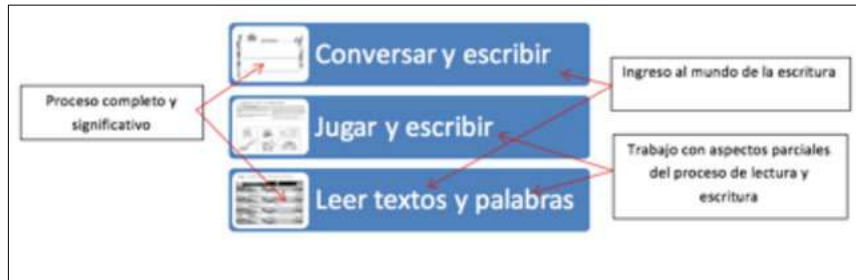 Conversar y escribir
Ingreso al mundo de la escritura
Proceso completo y
significativo
Jugar y escribir
Trabajo con aspectos parciales
del proceso de lectura y
escritura
Leer textos y palabras